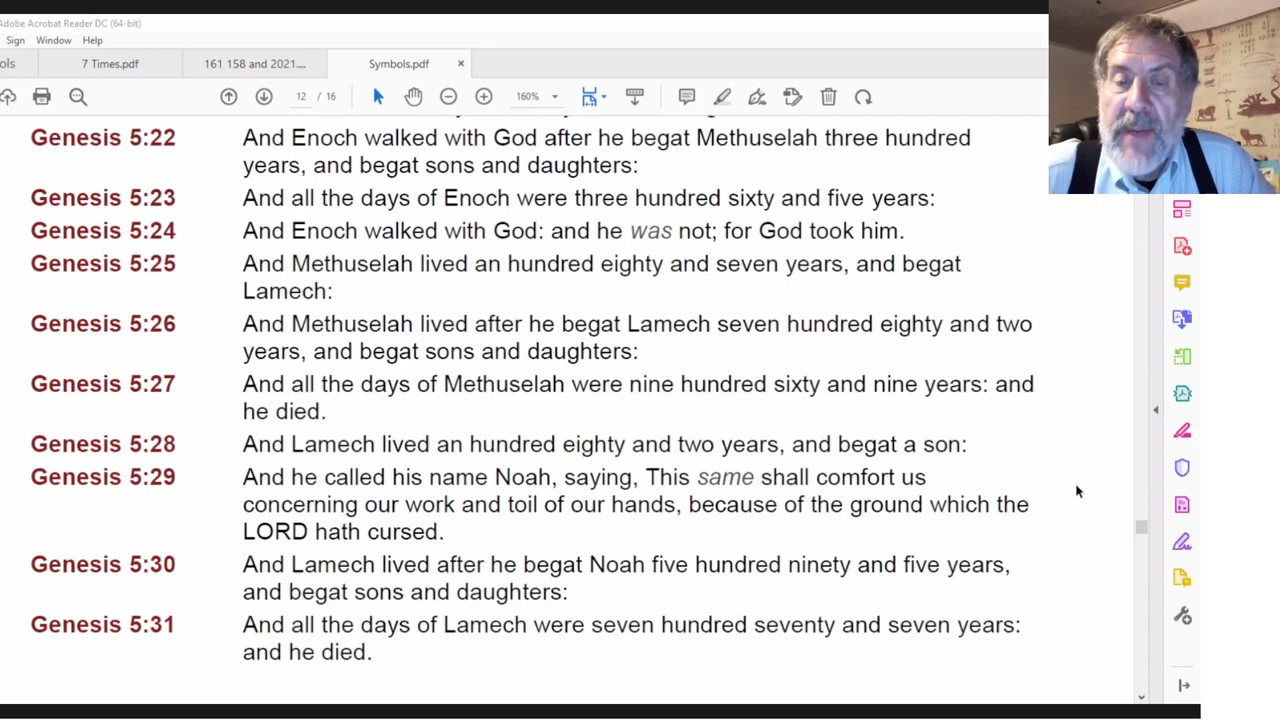 Adobe Acrobat Reader DC (64-bit)
Sign Window Help
ols 7 Times.pdf 161 158 and 2021.... Symbols.pdf ×
12 / 16 160%
Genesis 5:22 And Enoch walked with God after he begat Methuselah three hundred
years, and begat sons and daughters:
Genesis 5:23 And all the days of Enoch were three hundred sixty and five years:
Genesis 5:24 And Enoch walked with God: and he was not; for God took him.
Genesis 5:25 And Methuselah lived an hundred eighty and seven years, and begat
Lamech:
Genesis 5:26 And Methuselah lived after he begat Lamech seven hundred eighty and two
years, and begat sons and daughters:
Genesis 5:27 And all the days of Methuselah were nine hundred sixty and nine years: and
he died.
Genesis 5:28 And Lamech lived an hundred eighty and two years, and begat a son:
Genesis 5:29 And he called his name Noah, saying, This same shall comfort us
concerning our work and toil of our hands, because of the ground which the
LORD hath cursed.
Genesis 5:30 And Lamech lived after he begat Noah five hundred ninety and five years,
and begat sons and daughters:
Genesis 5:31 And all the days of Lamech were seven hundred seventy and seven years:
and he died.